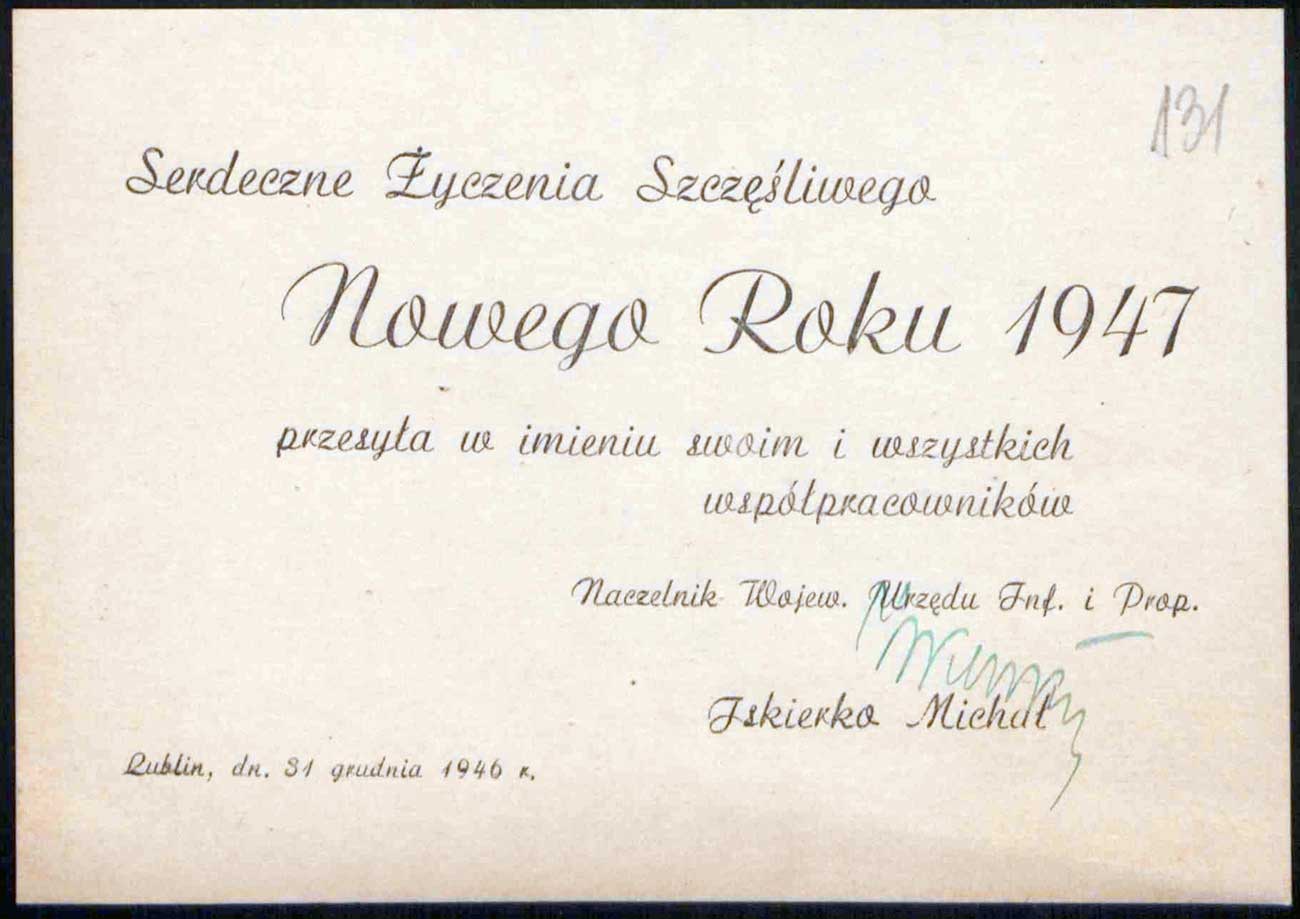 131
Serdeczne Życzenia Szczęśliwego
Nowego Roku 1947
przesyła w imieniu swoim i wszystkich
współpracowników
Naczelnik Wojew. Urzędu Inf. i Prop.
Iskierko Michał
Lublin, dn. 31 grudnia 1946 r.